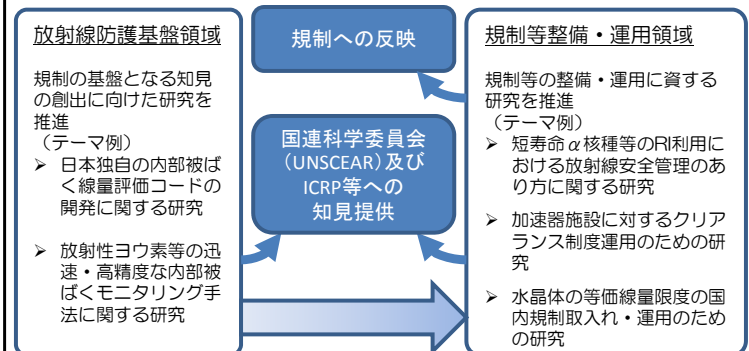 放射線防護基盤領域
規制の基盤となる知見
の創出に向けた研究を
推進
（テーマ例）
➢ 日本独自の内部被ば
く線量評価コードの
開発に関する研究
➢ 放射性ヨウ素等の迅
速・高精度な内部被
ばくモニタリング手
法に関する研究
規制への反映
国連科学委員会
（UNSCEAR）及び
ICRP等への
知見提供
規制等整備・運用領域
規制等の整備・運用に資する
研究を推進
（テーマ例）
➢ 短寿命α核種等のRI利用に
おける放射線安全管理のあ
り方に関する研究
➢ 加速器施設に対するクリア
ランス制度運用のための研
究
➢ 水晶体の等価線量限度の国
内規制取入れ・運用のため
の研究